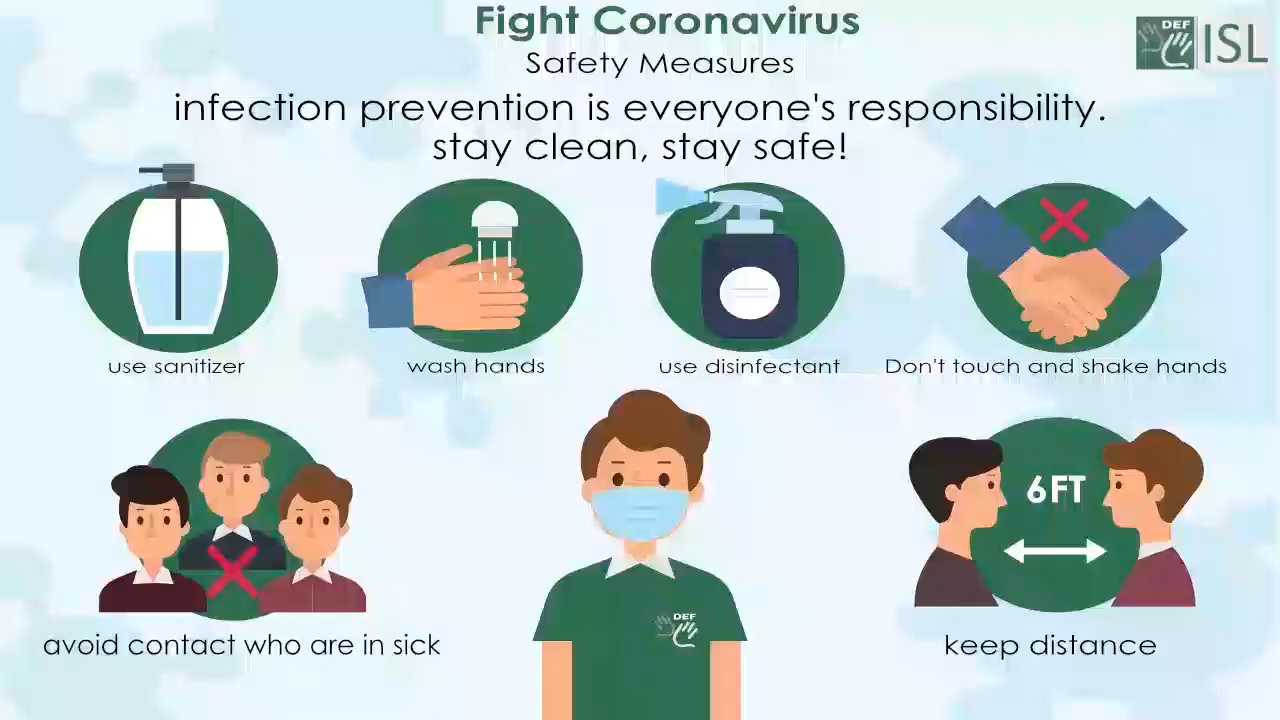 Fight Coronavirus
DEF
ISL
Safety Measures
infection prevention is everyone's responsibility.
stay clean, stay safe!
use sanitizer
wash hands
use disinfectant
Don't touch and shake hands
6FT
DEF
avoid contact who are in sick
keep distance